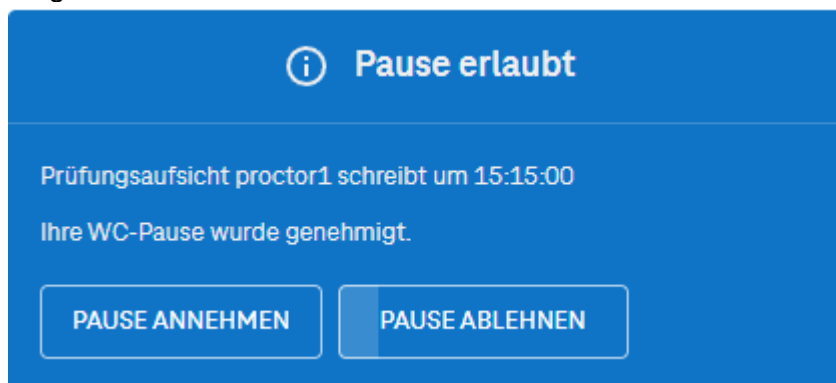 Pause erlaubt
Prüfungsaufsicht proctor1 schreibt um 15:15:00
Ihre WC-Pause wurde genehmigt.
PAUSE ANNEHMEN PAUSE ABLEHNEN